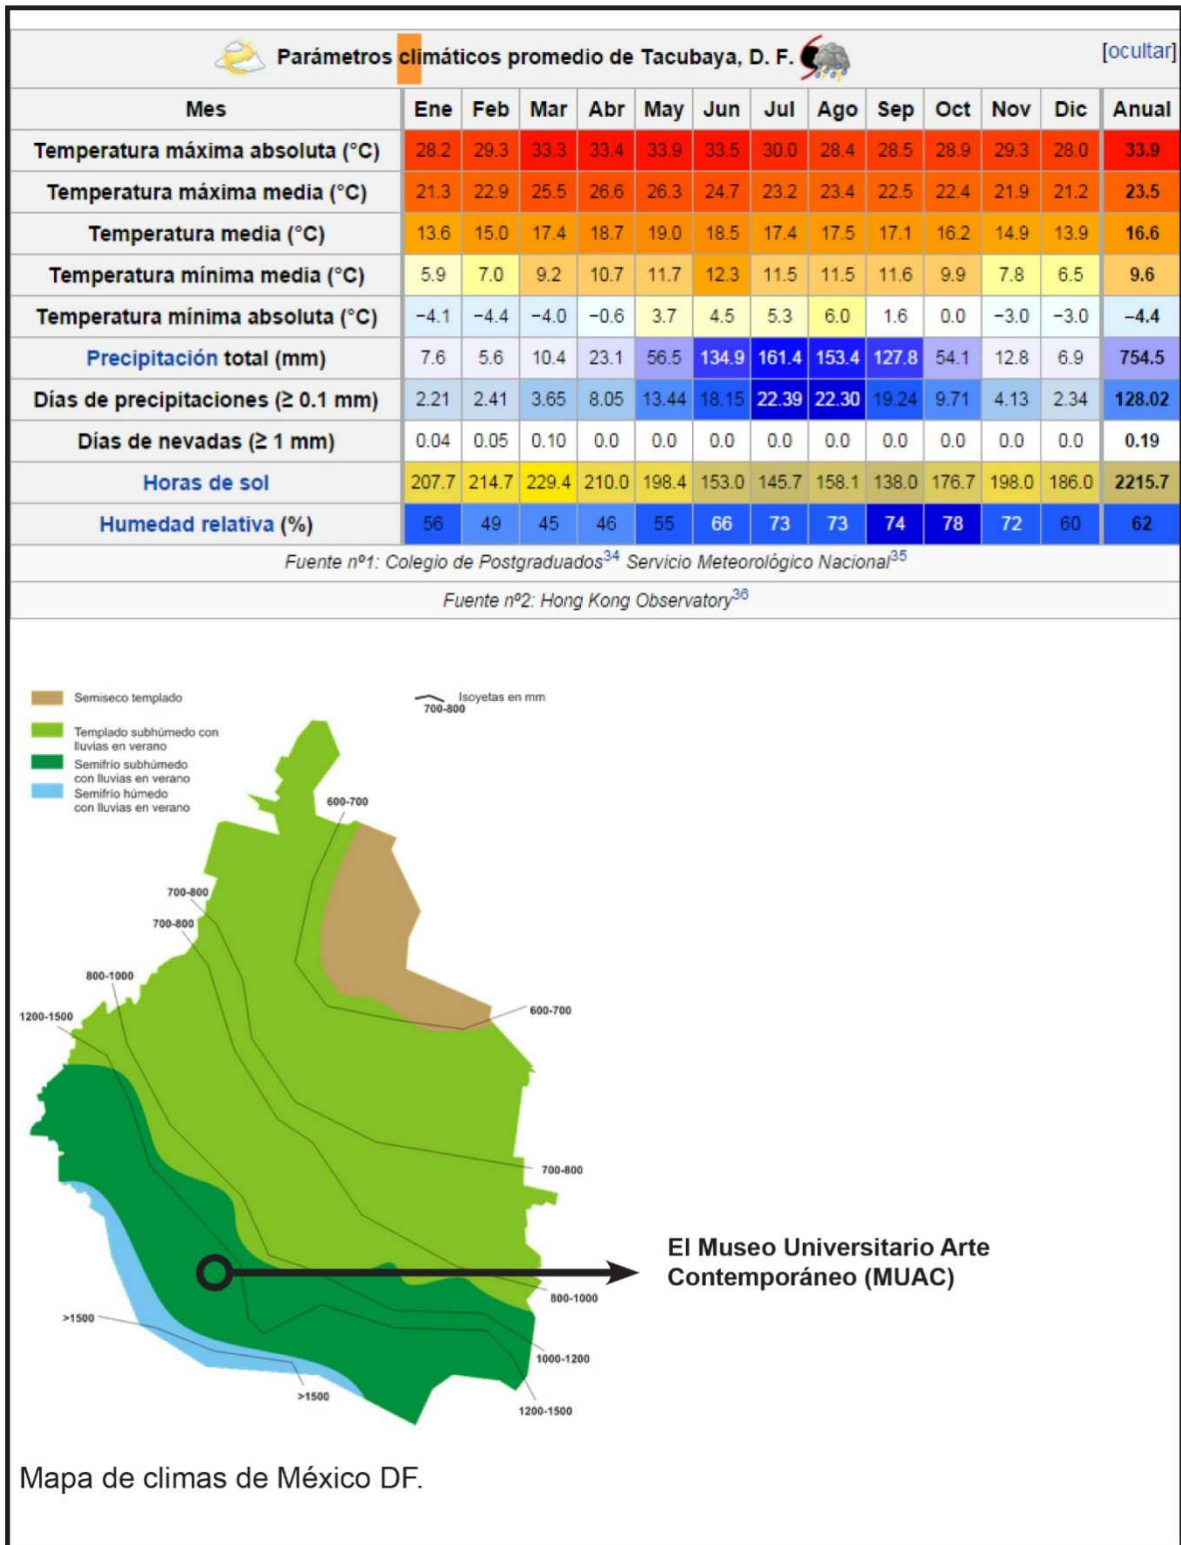 Parámetros climáticos promedio de Tacubaya, D. F. [ocultar]
Mes Ene Feb Mar Abr May Jun Jul Ago Sep Oct Nov Dic Anual
Temperatura máxima absoluta (°C) 28.2 29.3 33.3 33.4 33.9 33.5 30.0 28.4 28.5 28.9 29.3 28.0 33.9
Temperatura máxima media (°C) 21.3 22.9 25.5 26.6 26.3 24.7 23.2 23.4 22.5 22.4 21.9 21.2 23.5
Temperatura media (°C) 13.6 15.0 17.4 18.7 19.0 18.5 17.4 17.5 17.1 16.2 14.9 13.9 16.6
Temperatura mínima media (°C) 5.9 7.0 9.2 10.7 11.7 12.3 11.5 11.5 11.6 9.9 7.8 6.5 9.6
Temperatura mínima absoluta (°C) −4.1 −4.4 −4.0 −0.6 3.7 4.5 5.3 6.0 1.6 0.0 −3.0 −3.0 −4.4
Precipitación total (mm) 7.6 5.6 10.4 23.1 56.5 134.9 161.4 153.4 127.8 54.1 12.8 6.9 754.5
Días de precipitaciones (≥ 0.1 mm) 2.21 2.41 3.65 8.05 13.44 18.15 22.39 22.30 19.24 9.71 4.13 2.34 128.02
Días de nevadas (≥ 1 mm) 0.04 0.05 0.10 0.0 0.0 0.0 0.0 0.0 0.0 0.0 0.0 0.0 0.19
Horas de sol 207.7 214.7 229.4 210.0 198.4 153.0 145.7 158.1 138.0 176.7 198.0 186.0 2215.7
Humedad relativa (%) 56 49 45 46 55 66 73 73 74 78 72 60 62
Fuente nº1: Colegio de Postgraduados34 Servicio Meteorológico Nacional35
Fuente nº2: Hong Kong Observatory36
Semiseco templado
Templado subhúmedo con
lluvias en verano
Semifrío subhúmedo
con lluvias en verano
Semifrío húmedo
con lluvias en verano
Isoyetas en mm
700-800
600-700
700-800
700-800
800-1000
1200-1500
600-700
700-800
El Museo Universitario Arte
Contemporáneo (MUAC)
800-1000
>1500
1000-1200
>1500
1200-1500
Mapa de climas de México DF.